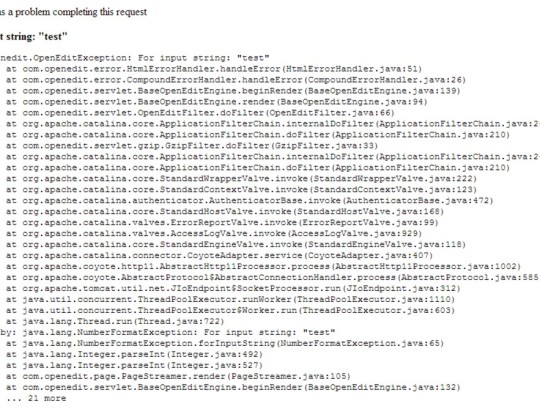 s a problem completing this request
t string: "test"
enedit.OpenEditException: For input string: "test"
at com.openedit.error.HtmlErrorHandler.handleError(HtmlErrorHandler.java:51)
at com.openedit.error.CompoundErrorHandler.handleError(CompoundErrorHandler.java:26)
at com.openedit.servlet.BaseOpenEditEngine.beginRender(BaseOpenEditEngine.java:139)
at com.openedit.servlet.BaseOpenEditEngine.render(BaseOpenEditEngine.java:94)
at com.openedit.servlet.OpenEditFilter.doFilter(OpenEditFilter.java:66)
at org.apache.catalina.core.ApplicationFilterChain.internalDoFilter(ApplicationFilterChain.java:2
at org.apache.catalina.core.ApplicationFilterChain.doFilter(ApplicationFilterChain.java:210)
at com.openedit.servlet.gzip.GzipFilter.doFilter(GzipFilter.java:33)
at org.apache.catalina.core.ApplicationFilterChain.internalDoFilter(ApplicationFilterChain.java:2
at org.apache.catalina.core.ApplicationFilterChain.doFilter(ApplicationFilterChain.java:210)
at org.apache.catalina.core.StandardWrapperValve.invoke(StandardWrapperValve.java:222)
at org.apache.catalina.core.StandardContextValve.invoke(StandardContextValve.java:123)
at org.apache.catalina.authenticator.AuthenticatorBase.invoke(AuthenticatorBase.java:472)
at org.apache.catalina.core.StandardHostValve.invoke(StandardHostValve.java:168)
at org.apache.catalina.valves.ErrorReportValve.invoke(ErrorReportValve.java:99)
at org.apache.catalina.valves.AccessLogValve.invoke(AccessLogValve.java:929)
at org.apache.catalina.core.StandardEngineValve.invoke(StandardEngineValve.java:118)
at org.apache.catalina.connector.CoyoteAdapter.service(CoyoteAdapter.java:407)
at org.apache.coyote.http11.AbstractHttp11Processor.process(AbstractHttp11Processor.java:1002)
at org.apache.coyote.AbstractProtocol$AbstractConnectionHandler.process(AbstractProtocol.java:585
at org.apache.tomcat.util.net.JIoEndpoint$SocketProcessor.run(JIoEndpoint.java:312)
at java.util.concurrent.ThreadPoolExecutor.runWorker(ThreadPoolExecutor.java:1110)
at java.util.concurrent.ThreadPoolExecutor$Worker.run(ThreadPoolExecutor.java:603)
at java.lang.Thread.run(Thread.java:722)
by: java.lang.NumberFormatException: For input string: "test"
at java.lang.NumberFormatException.forInputString(NumberFormatException.java:65)
at java.lang.Integer.parseInt(Integer.java:492)
at java.lang.Integer.parseInt(Integer.java:527)
at com.openedit.page.PageStreamer.render(PageStreamer.java:105)
at com.openedit.servlet.BaseOpenEditEngine.beginRender(BaseOpenEditEngine.java:132)
... 21 more